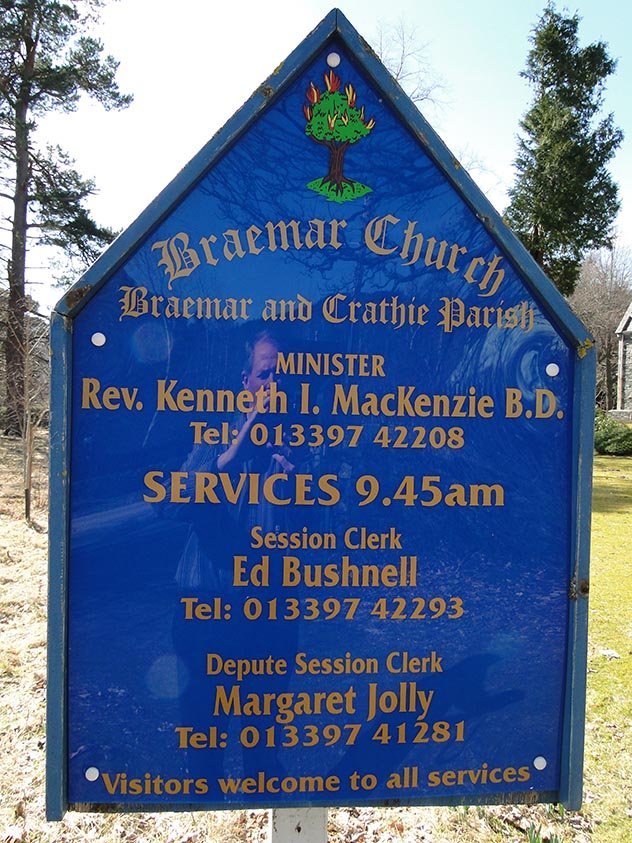 Braemar Church
Braemar and Crathie Parish
MINISTER
Rev. Kenneth I. MacKenzie B.D.
Tel: 013397 42208
SERVICES 9.45am
Session Clerk
Ed Bushnell
Tel: 013397 42293
Depute Session Clerk
Margaret Jolly
Tel: 013397 41281
Visitors welcome to all services